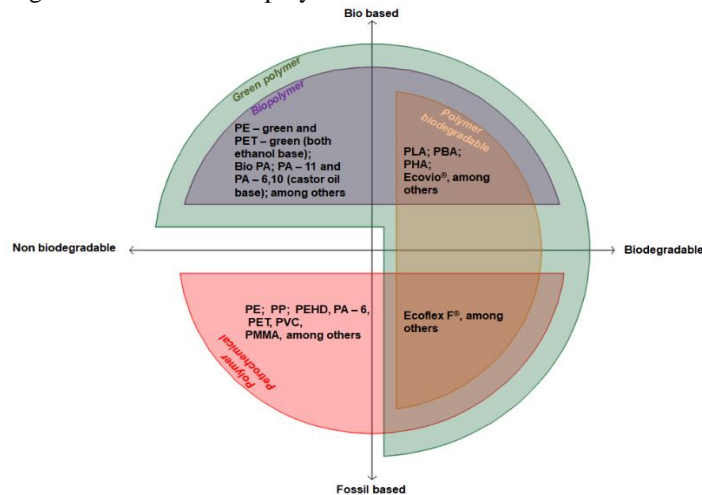 Bio based
Green polymer
Biopolymer
PE – green and
PET – green (both
ethanol base);
Bio PA; PA – 11 and
PA – 6,10 (castor oil
base); among others
Polymer
biodegradable
PLA; PBA;
PHA;
Ecovio®, among
others
Non biodegradable
Biodegradable
PE; PP; PEHD, PA – 6,
PET, PVC,
PMMA, among others
Ecoflex F®, among
others
Polymer
Petrochemical
Fossil based